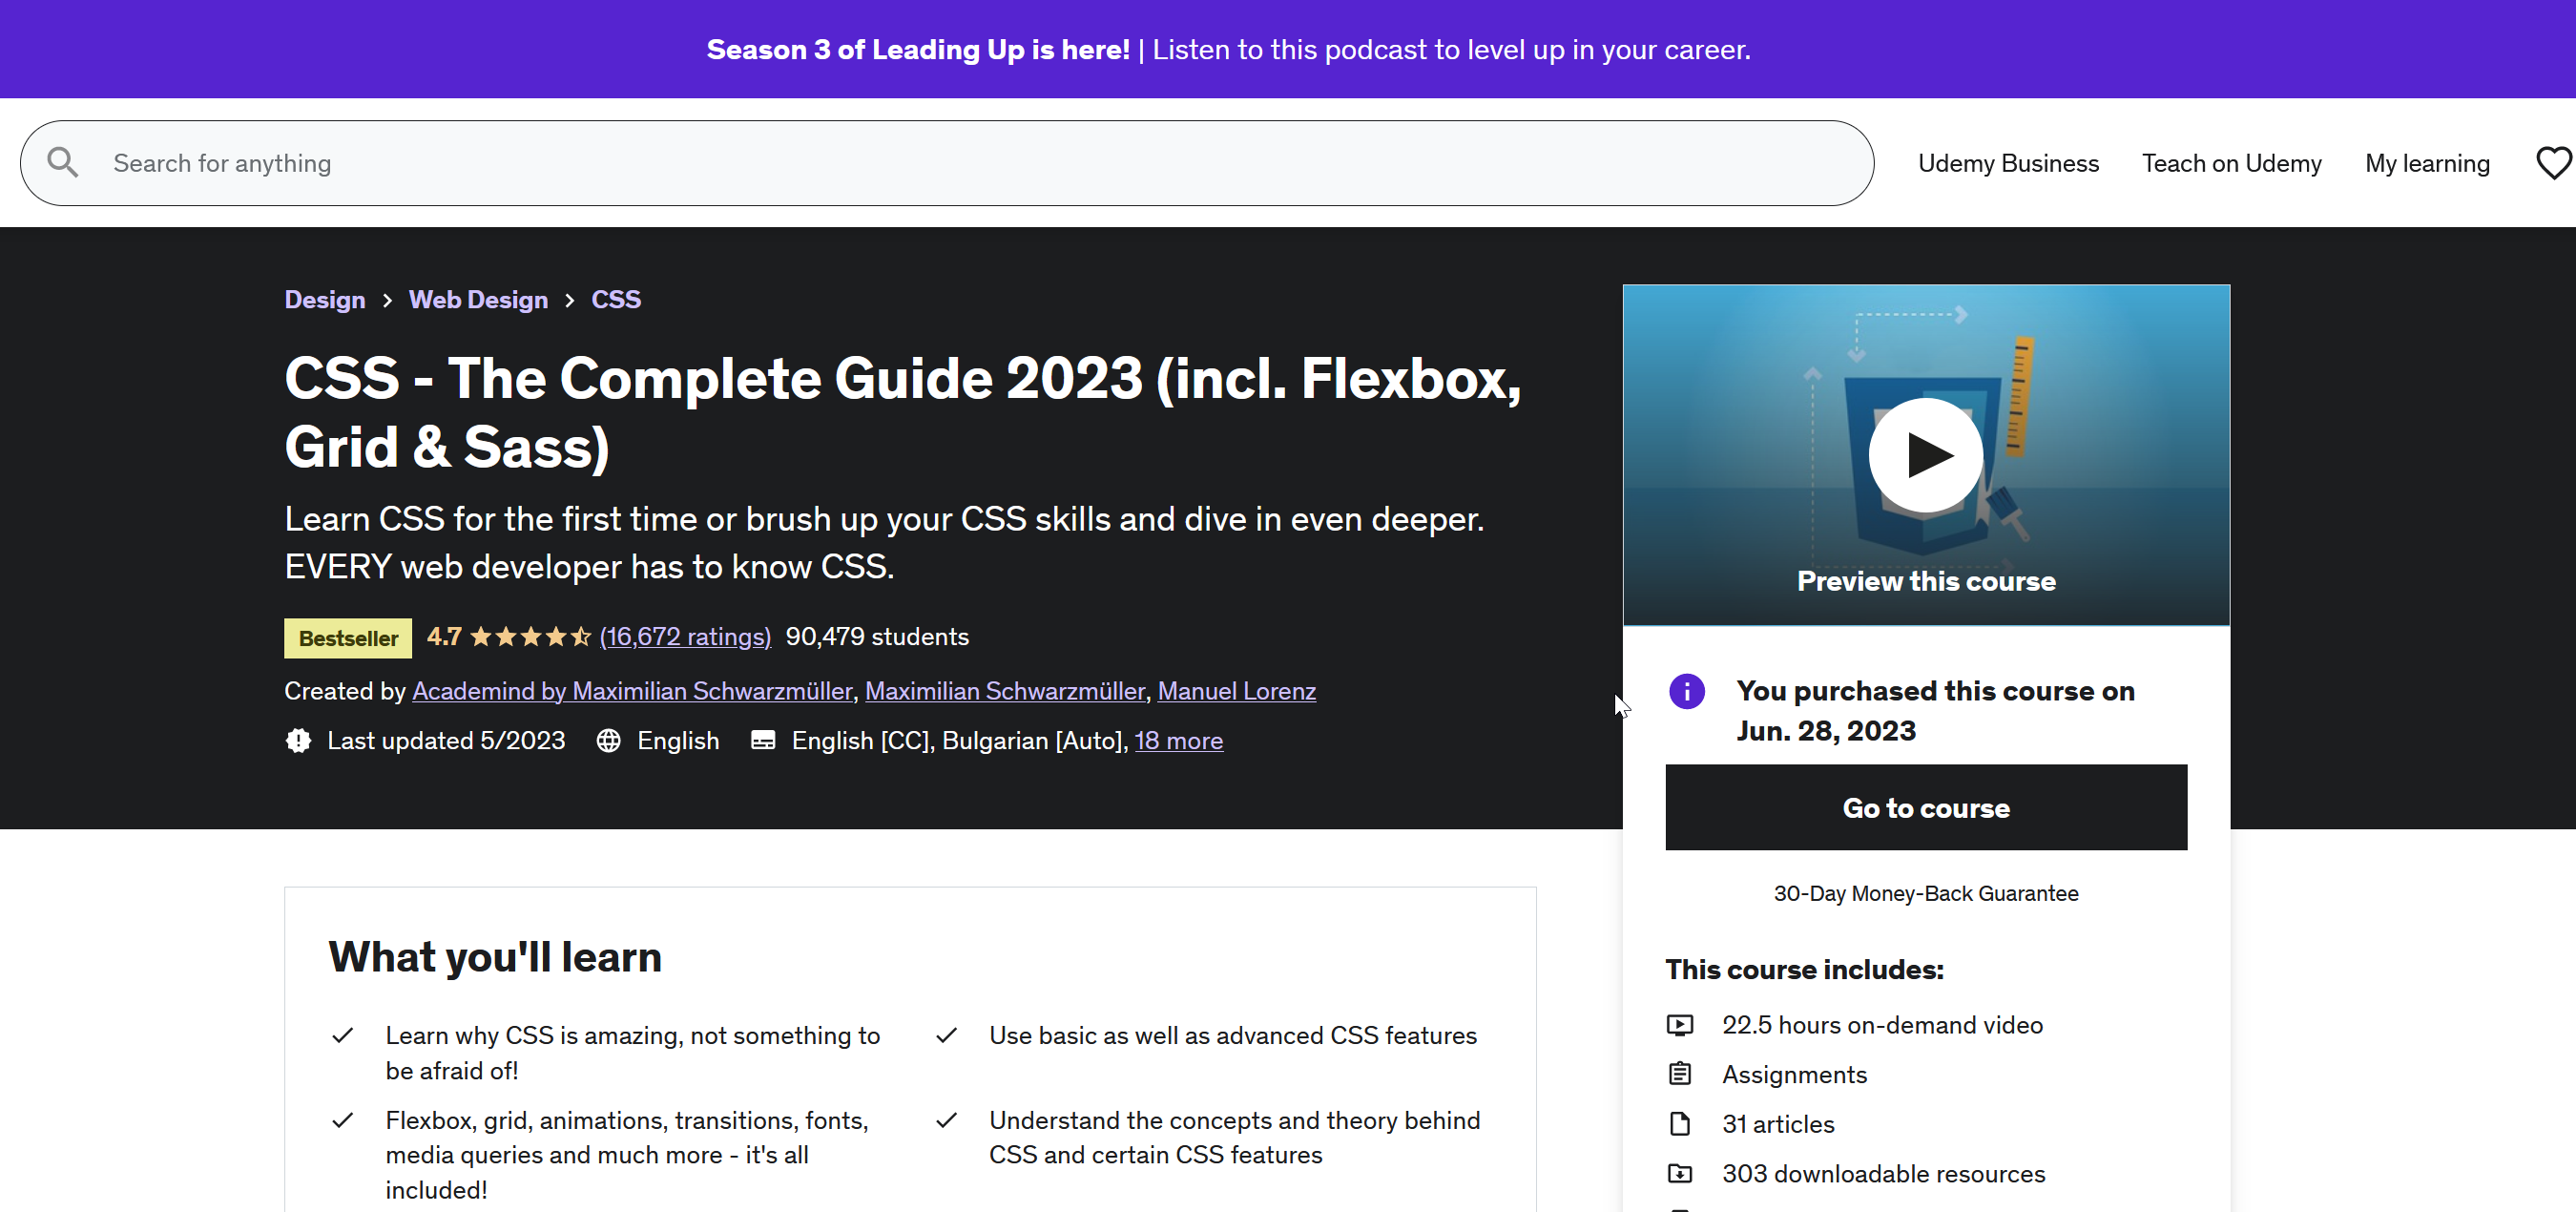 Season 3 of Leading Up is here! | Listen to this podcast to level up in your career.
Search for anything
Udemy Business
Teach on Udemy
My learning
Design > Web Design > CSS
CSS - The Complete Guide 2023 (incl. Flexbox,
Grid & Sass)
Learn CSS for the first time or brush up your CSS skills and dive in even deeper.
EVERY web developer has to know CSS.
Bestseller 4.7 (16,672 ratings) 90,479 students
Created by Academind by Maximilian Schwarzmüller, Maximilian Schwarzmüller, Manuel Lorenz
Last updated 5/2023 English English [CC], Bulgarian [Auto], 18 more
Preview this course
You purchased this course on
Jun. 28, 2023
Go to course
30-Day Money-Back Guarantee
This course includes:
22.5 hours on-demand video
Assignments
31 articles
303 downloadable resources
What you'll learn
Learn why CSS is amazing, not something to
be afraid of!
Use basic as well as advanced CSS features
Flexbox, grid, animations, transitions, fonts,
media queries and much more - it's all
included!
Understand the concepts and theory behind
CSS and certain CSS features